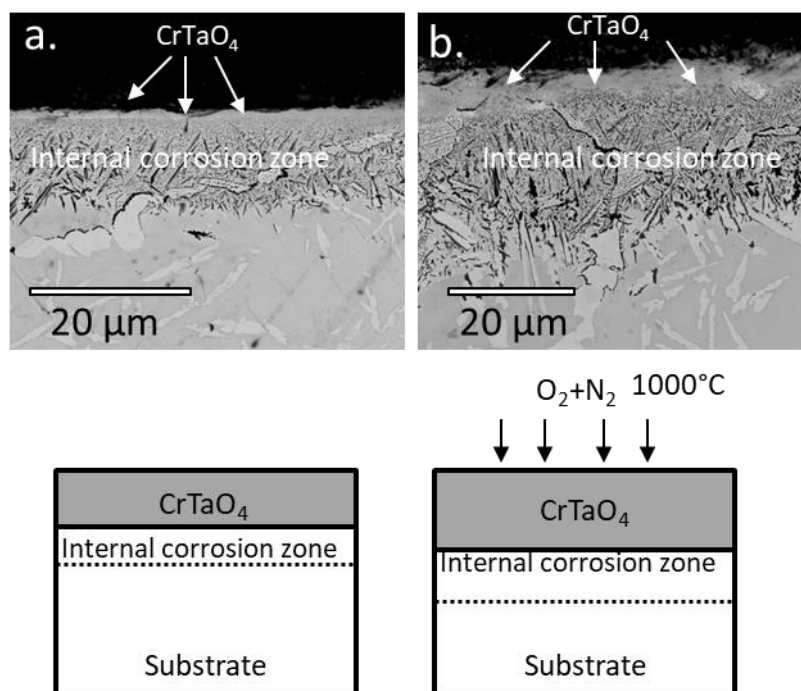 a.
CrTaO₄
Internal corrosion zone
20 µm
b.
CrTaO₄
Internal corrosion zone
20 µm
O₂+N₂ 1000°C
CrTaO₄
Internal corrosion zone
Substrate
CrTaO₄
Internal corrosion zone
Substrate